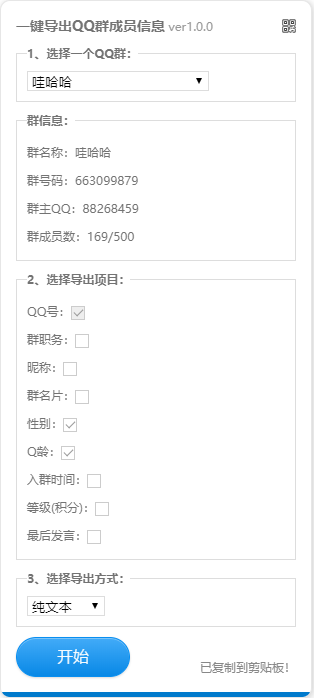 一键导出QQ群成员信息 ver1.0.0
1、选择一个QQ群：
哇哈哈
群信息：
群名称：哇哈哈
群号码：663099879
群主QQ：88268459
群成员数：169/500
2、选择导出项目：
QQ号：
群职务：
昵称：
群名片：
性别：
Q龄：
入群时间：
等级(积分)：
最后发言：
3、选择导出方式：
纯文本
开始
已复制到剪贴板！